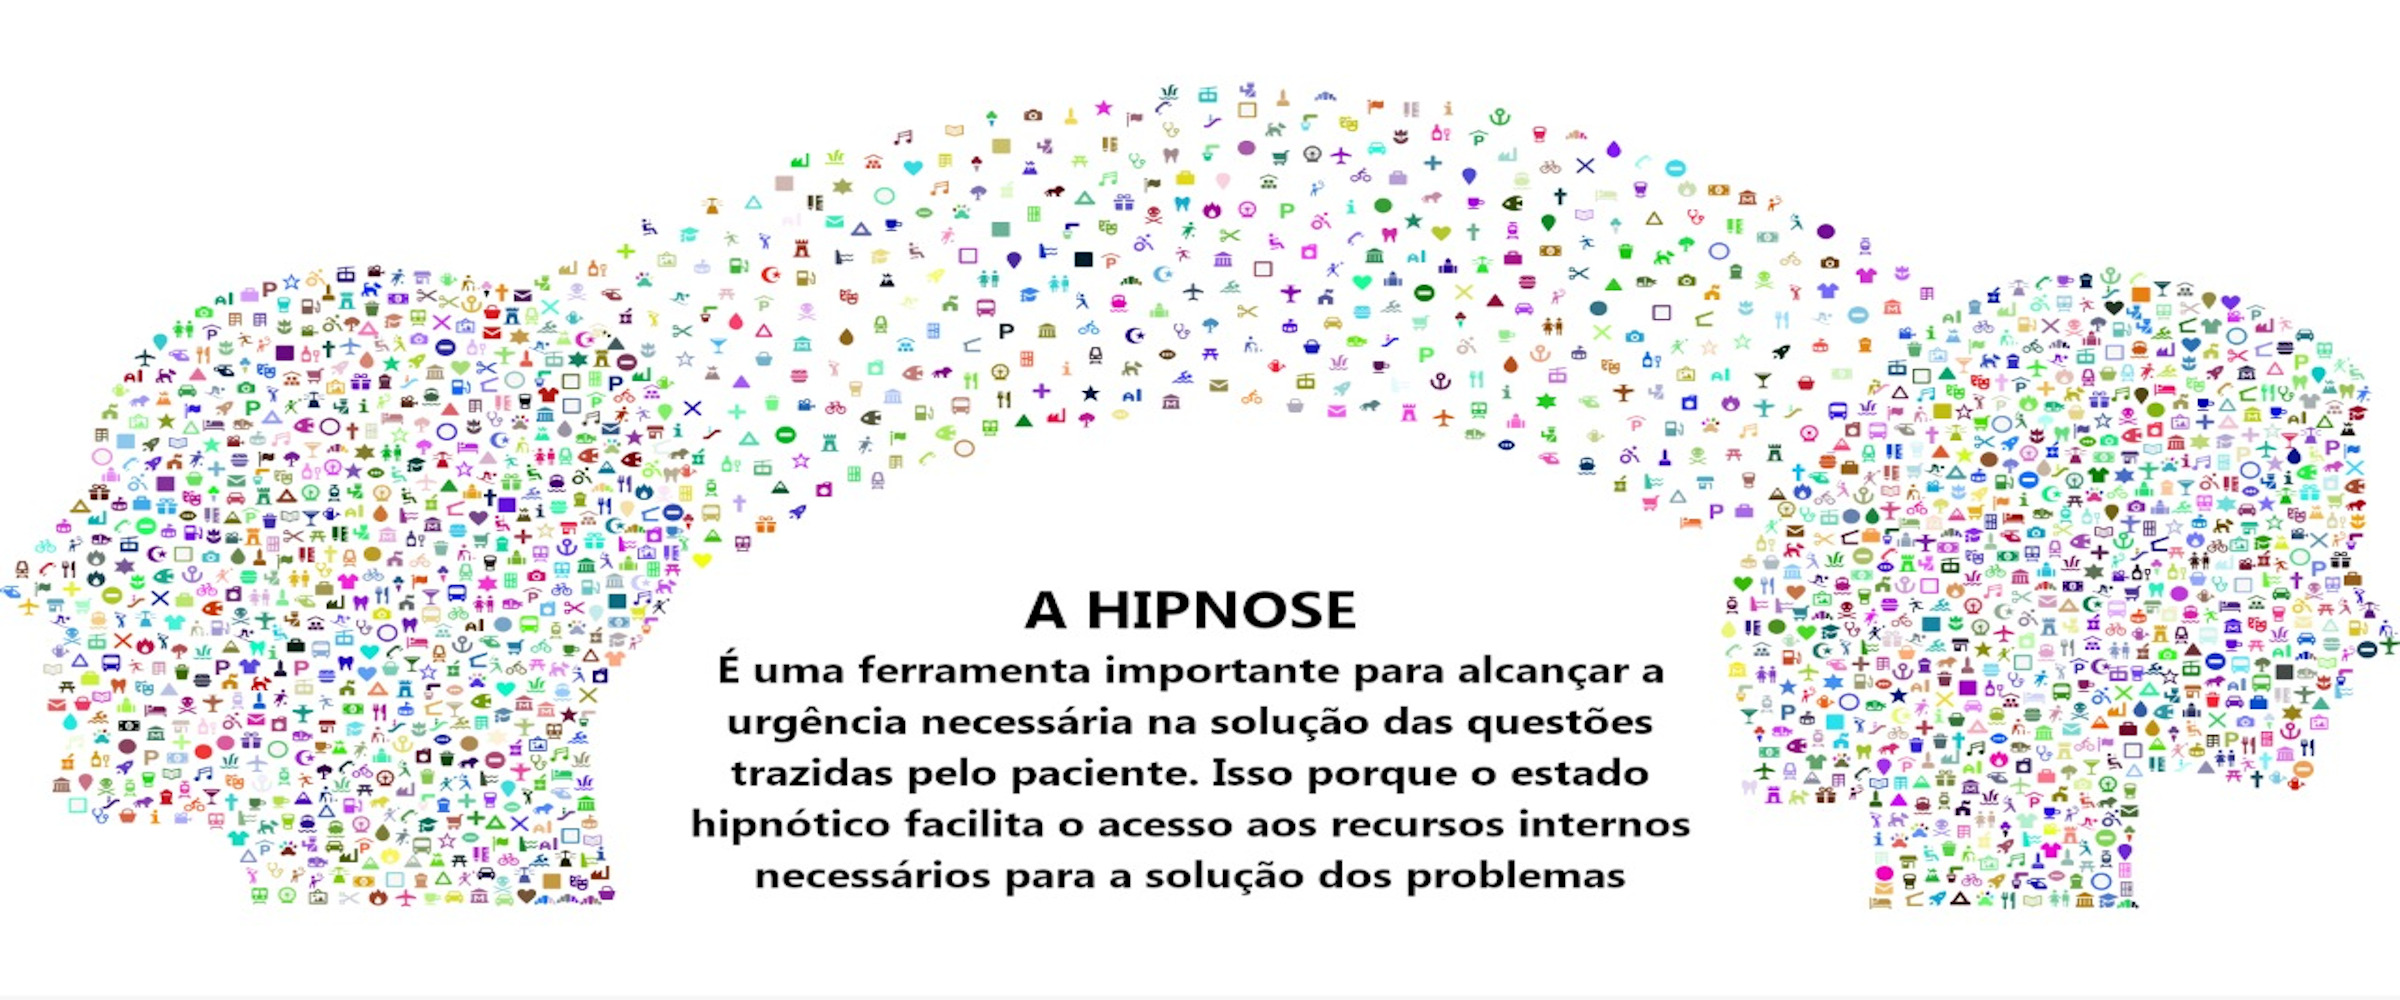 A HIPNOSE
É uma ferramenta importante para alcançar a
urgência necessária na solução das questões
trazidas pelo paciente. Isso porque o estado
hipnótico facilita o acesso aos recursos internos
necessários para a solução dos problemas